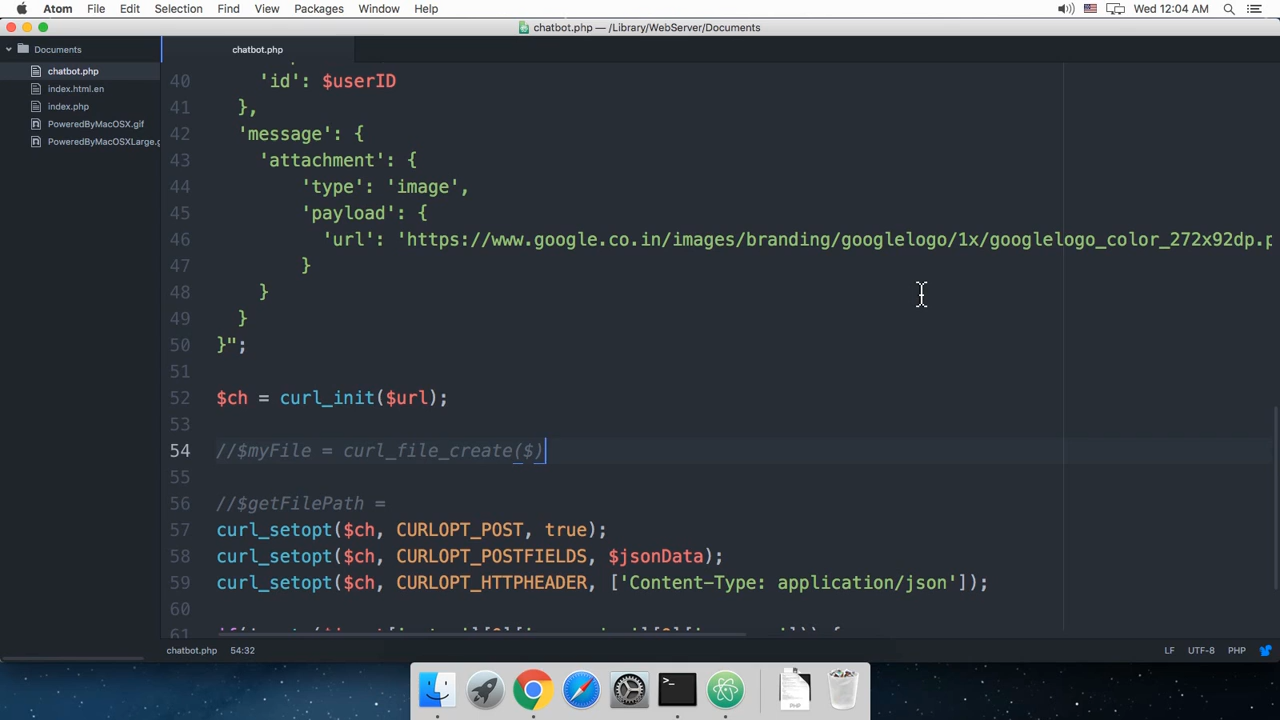 Atom File Edit Selection Find View Packages Window Help Wed 12:04 AM
chatbot.php — /Library/WebServer/Documents
Documents
chatbot.php
index.html.en
index.php
PoweredByMacOSX.gif
PoweredByMacOSXLarge.g
chatbot.php
40 'id': $userID
41 },
42 'message': {
43 'attachment': {
44 'type': 'image',
45 'payload': {
46 'url': 'https://www.google.co.in/images/branding/googlelogo/1x/googlelogo_color_272x92dp.p
47 }
48 }
49 }
50 }";
51
52 $ch = curl_init($url);
53
54 //$myFile = curl_file_create($)
55
56 //$getFilePath =
57 curl_setopt($ch, CURLOPT_POST, true);
58 curl_setopt($ch, CURLOPT_POSTFIELDS, $jsonData);
59 curl_setopt($ch, CURLOPT_HTTPHEADER, ['Content-Type: application/json']);
60
61
chatbot.php 54:32 LF UTF-8 PHP
PHP